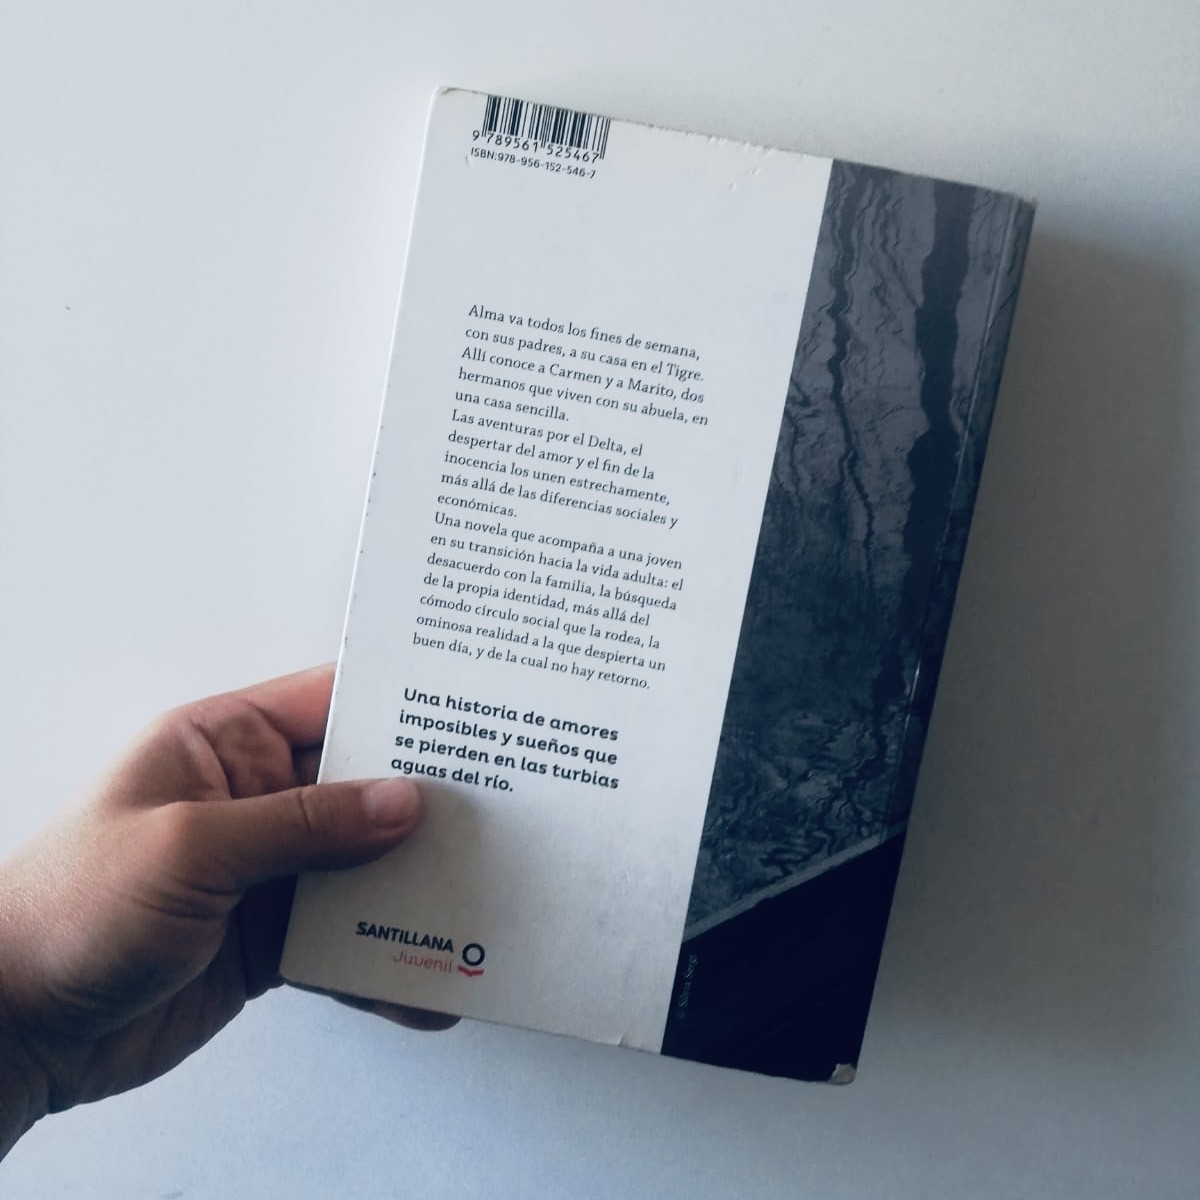 9 789561 525467
ISBN:978-956-152-546-7
Alma va todos los fines de semana,
con sus padres, a su casa en el Tigre.
Allí conoce a Carmen y a Marito, dos
hermanos que viven con su abuela, en
una casa sencilla.
Las aventuras por el Delta, el
despertar del amor y el fin de la
inocencia los unen estrechamente,
más allá de las diferencias sociales y
económicas.
Una novela que acompaña a una joven
en su transición hacia la vida adulta: el
desacuerdo con la familia, la búsqueda
de la propia identidad, más allá del
cómodo círculo social que la rodea, la
ominosa realidad a la que despierta un
buen día, y de la cual no hay retorno.
Una historia de amores
imposibles y sueños que
se pierden en las turbias
aguas del río.
SANTILLANA
Juvenil
© Silvia Sergi